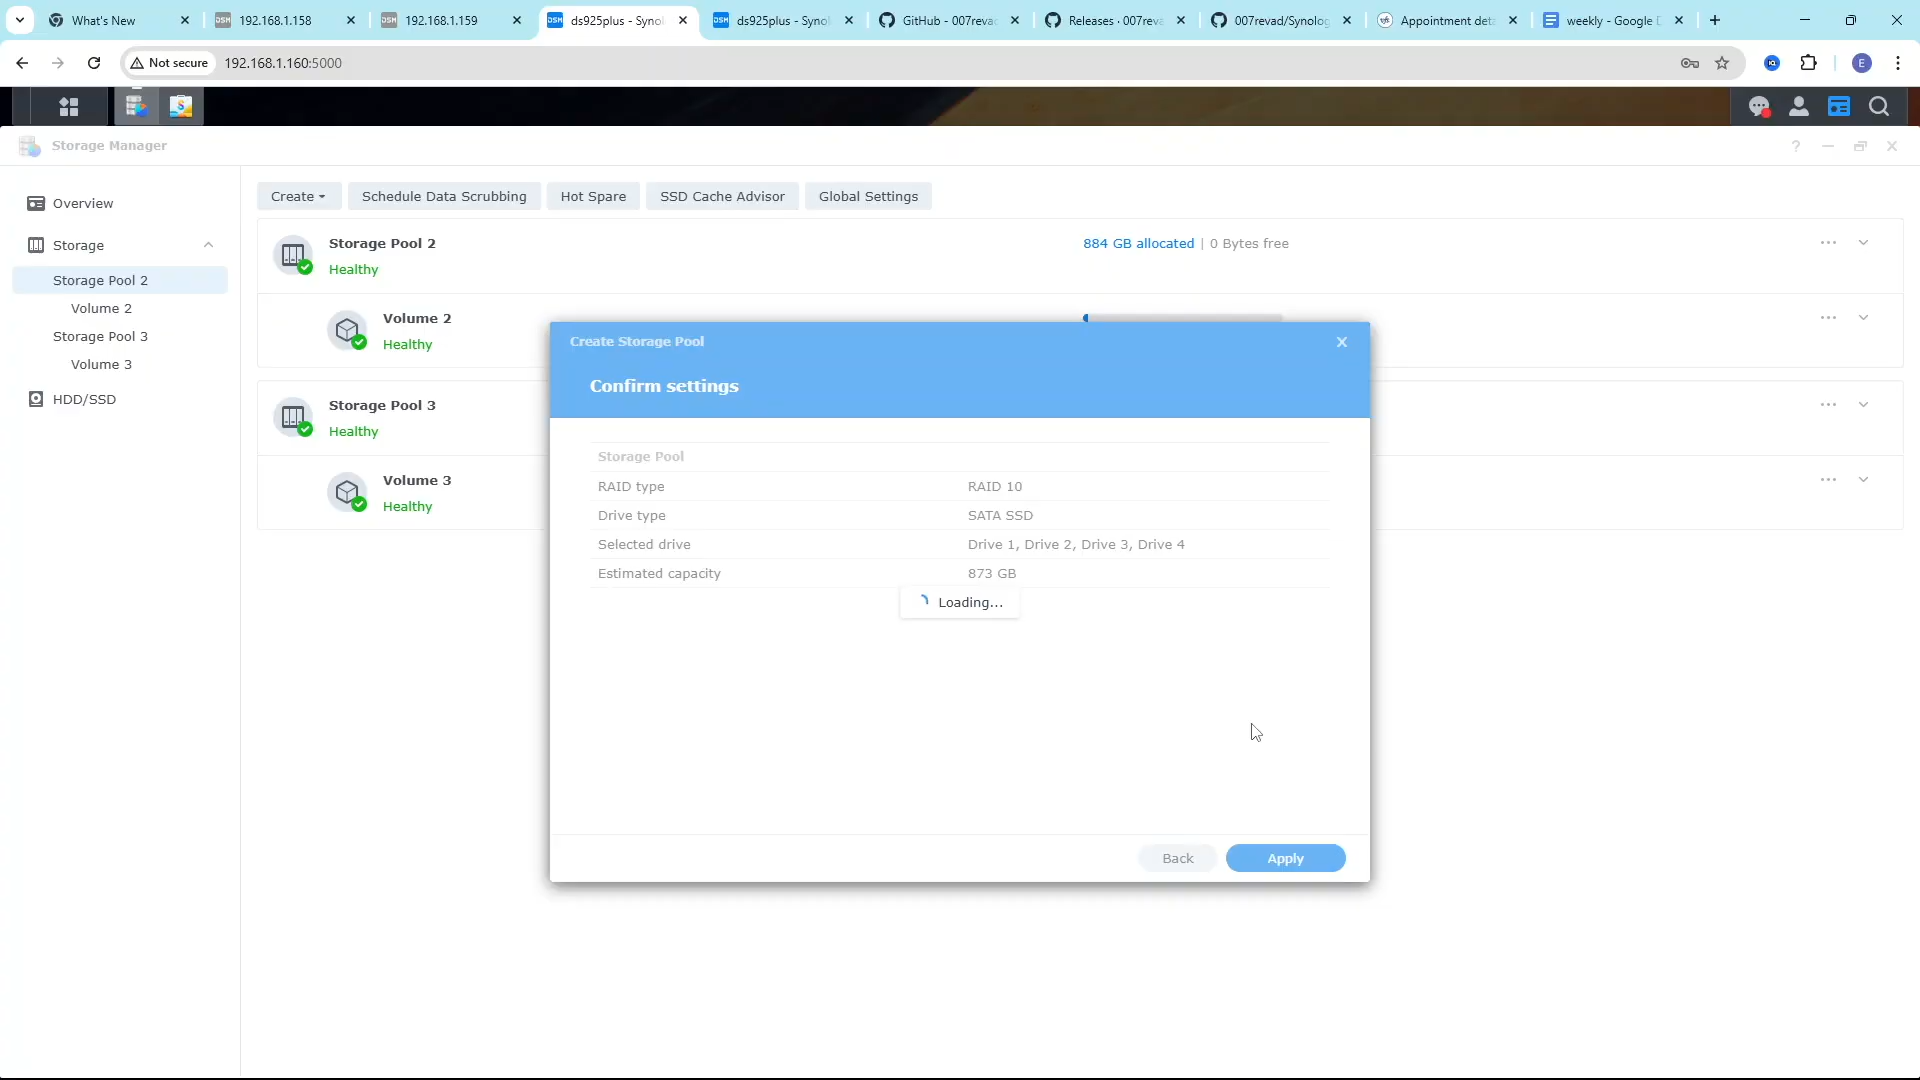 What's New
192.168.1.158
192.168.1.159
ds925plus - Synol
ds925plus - Synol
GitHub - 007revad
Releases · 007reva
007revad/Synolog
Appointment deta
weekly - Google D
Not secure
192.168.1.160:5000
E
Storage Manager
?
Overview
Storage
Storage Pool 2
Volume 2
Storage Pool 3
Volume 3
HDD/SSD
Create
Schedule Data Scrubbing
Hot Spare
SSD Cache Advisor
Global Settings
Storage Pool 2
Healthy
884 GB allocated | 0 Bytes free
Volume 2
Healthy
Storage Pool 3
Healthy
Volume 3
Healthy
Create Storage Pool
Confirm settings
Storage Pool
RAID type RAID 10
Drive type SATA SSD
Selected drive Drive 1, Drive 2, Drive 3, Drive 4
Estimated capacity 873 GB
Loading...
Back
Apply